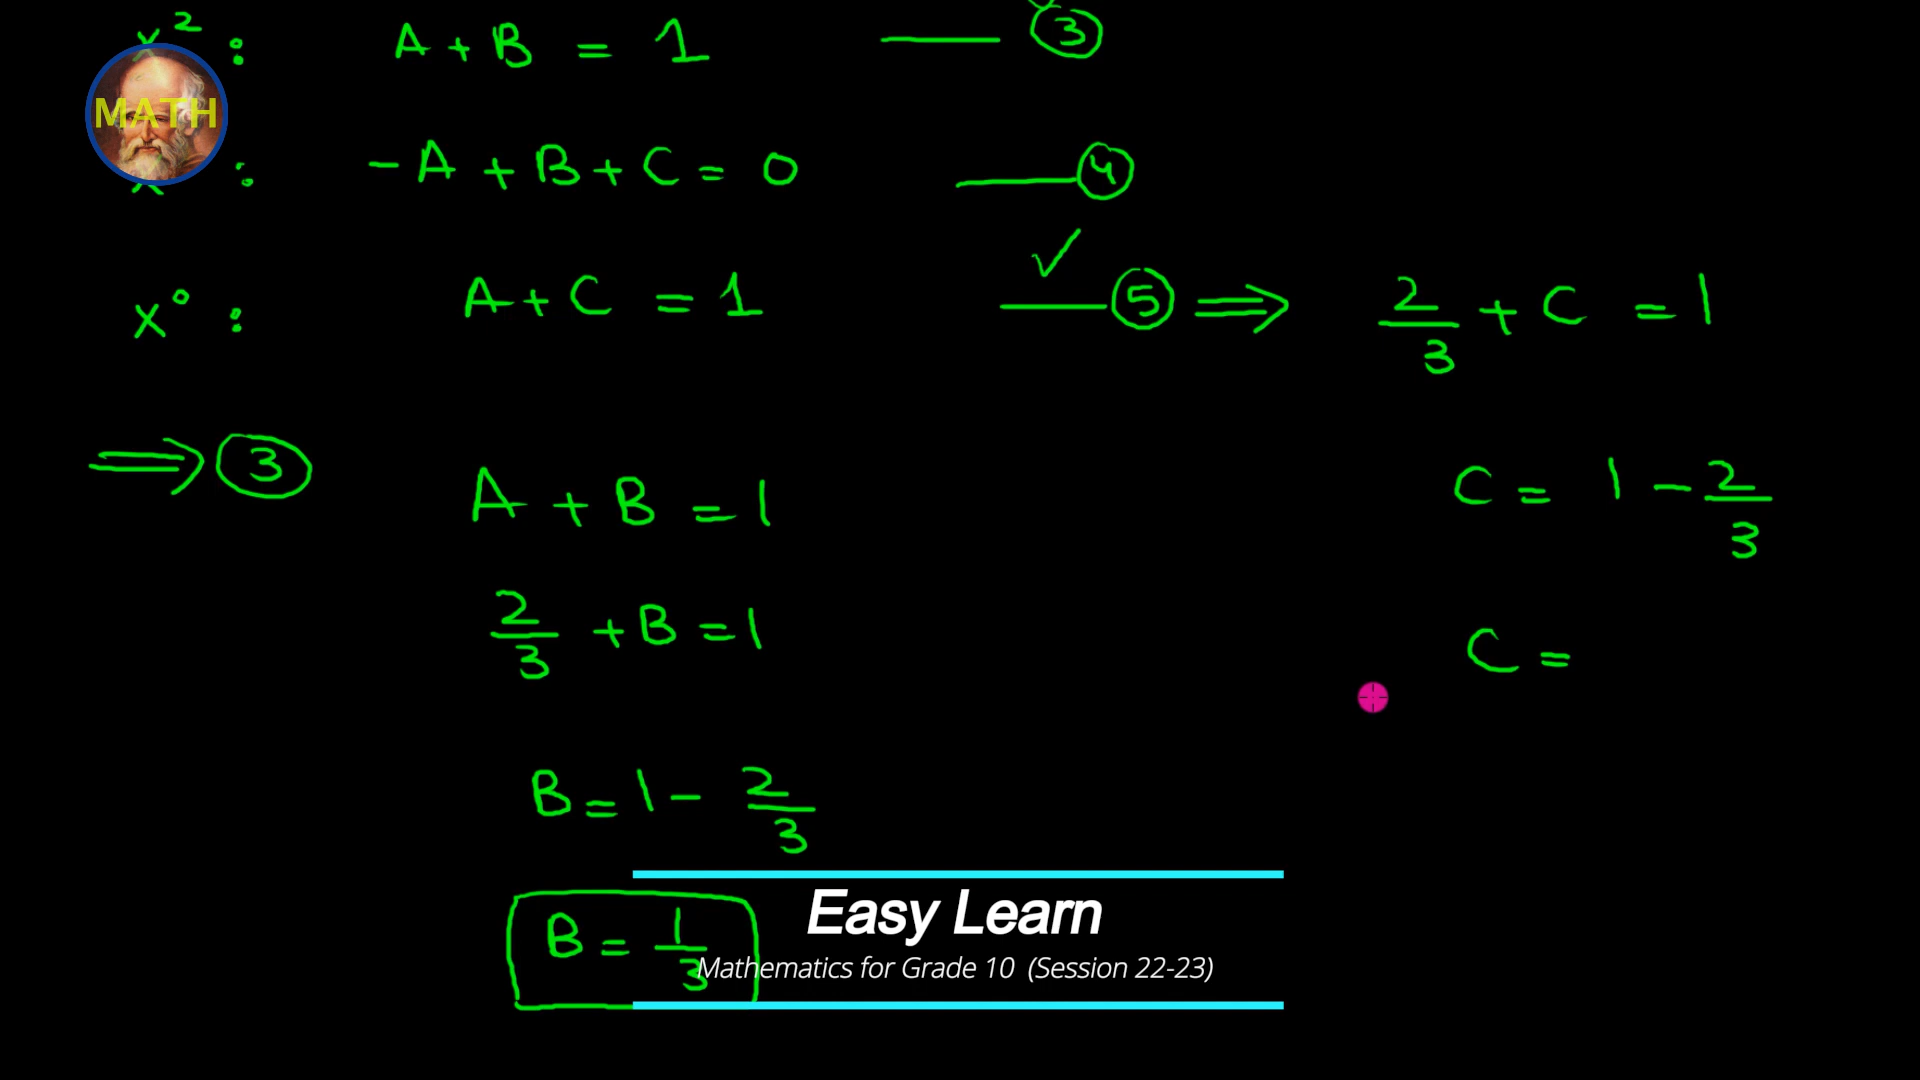 x² : A + B = 1 —— ③
MATH
x : - A + B + C = 0 —— ④
x⁰ : A + C = 1 —— ⑤ ⟹ 2/3 + C = 1
⟹ ③ A + B = 1
C = 1 - 2/3
2/3 + B = 1
C =
B = 1 - 2/3
B = 1/3
Easy Learn
Mathematics for Grade 10 (Session 22-23)